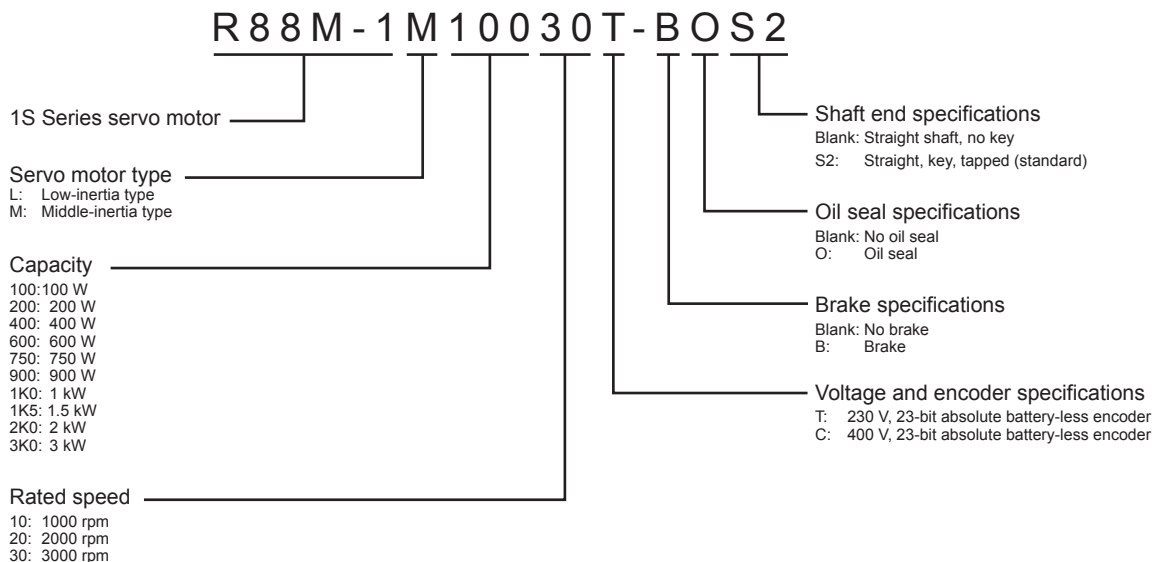 R88M-1M10030T-BOS2
1S Series servo motor
Servo motor type
L: Low-inertia type
M: Middle-inertia type
Capacity
100:100 W
200: 200 W
400: 400 W
600: 600 W
750: 750 W
900: 900 W
1K0: 1 kW
1K5: 1.5 kW
2K0: 2 kW
3K0: 3 kW
Rated speed
10: 1000 rpm
20: 2000 rpm
30: 3000 rpm
Shaft end specifications
Blank: Straight shaft, no key
S2: Straight, key, tapped (standard)
Oil seal specifications
Blank: No oil seal
O: Oil seal
Brake specifications
Blank: No brake
B: Brake
Voltage and encoder specifications
T: 230 V, 23-bit absolute battery-less encoder
C: 400 V, 23-bit absolute battery-less encoder